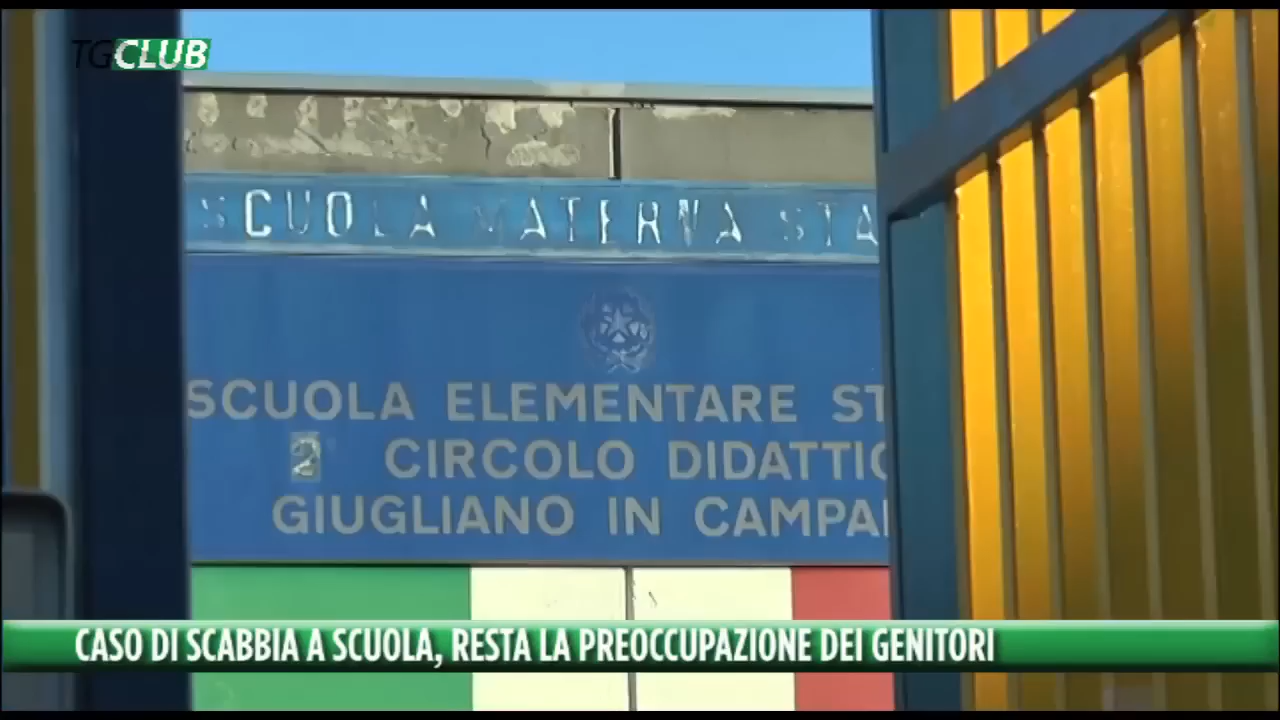 TGCLUB
SCUOLA MATERNA STA
SCUOLA ELEMENTARE ST
2 CIRCOLO DIDATTIC
GIUGLIANO IN CAMPA
CASO DI SCABBIA A SCUOLA, RESTA LA PREOCCUPAZIONE DEI GENITORI